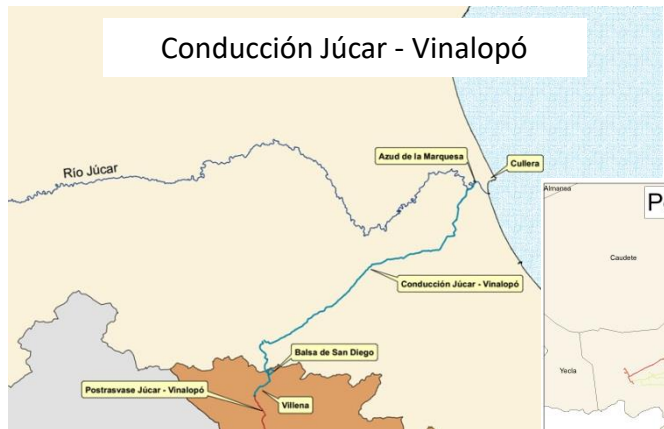 Conducción Júcar - Vinalopó
Río Júcar
Azud de la Marquesa
Cullera
Almansa
Caudete
Conducción Júcar - Vinalopó
Balsa de San Diego
Yecla
Postrasvase Júcar - Vinalopó
Villena